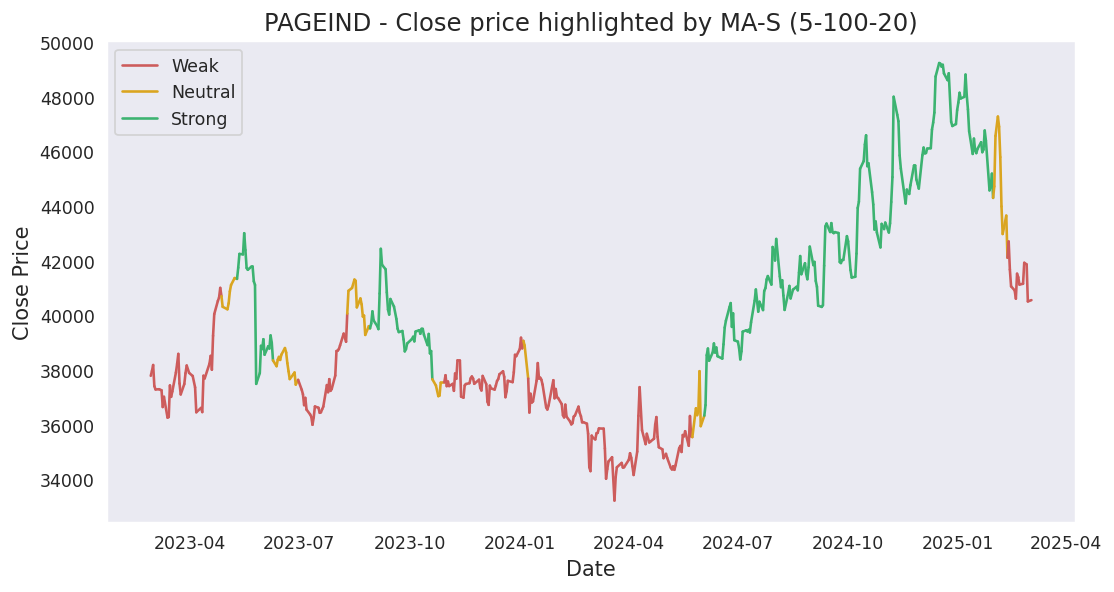 PAGEIND - Close price highlighted by MA-S (5-100-20)
50000
48000
46000
44000
42000
40000
38000
36000
34000
Close Price
Weak
Neutral
Strong
2023-04 2023-07 2023-10 2024-01 2024-04 2024-07 2024-10 2025-01 2025-04
Date